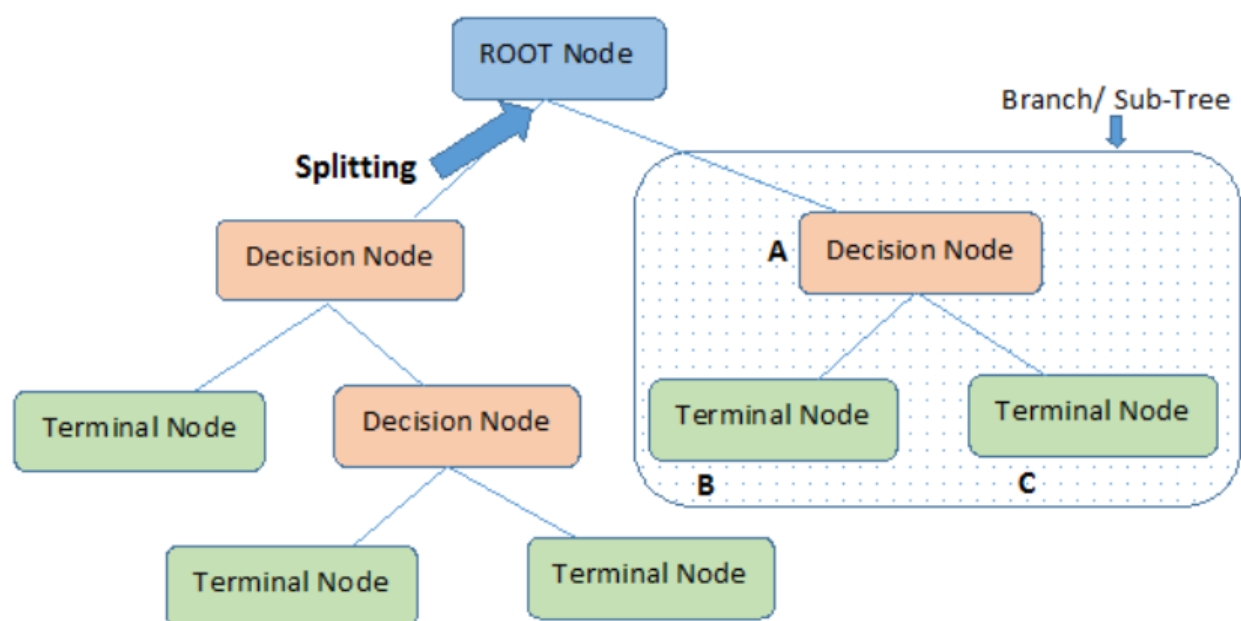 ROOT Node
Branch/ Sub-Tree
Splitting
Decision Node
A
Decision Node
Terminal Node
Decision Node
Terminal Node
Terminal Node
B
C
Terminal Node
Terminal Node